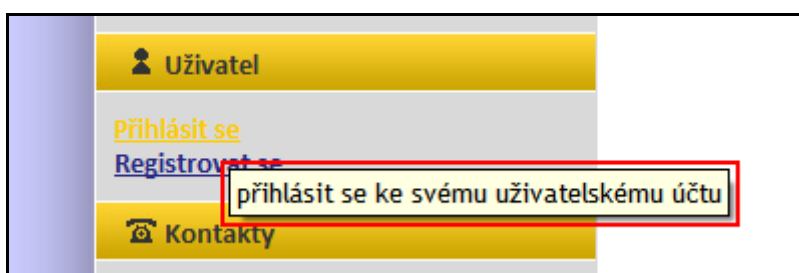 Uživatel
Přihlásit se
Registrovat se
přihlásit se ke svému uživatelskému účtu
Kontakty